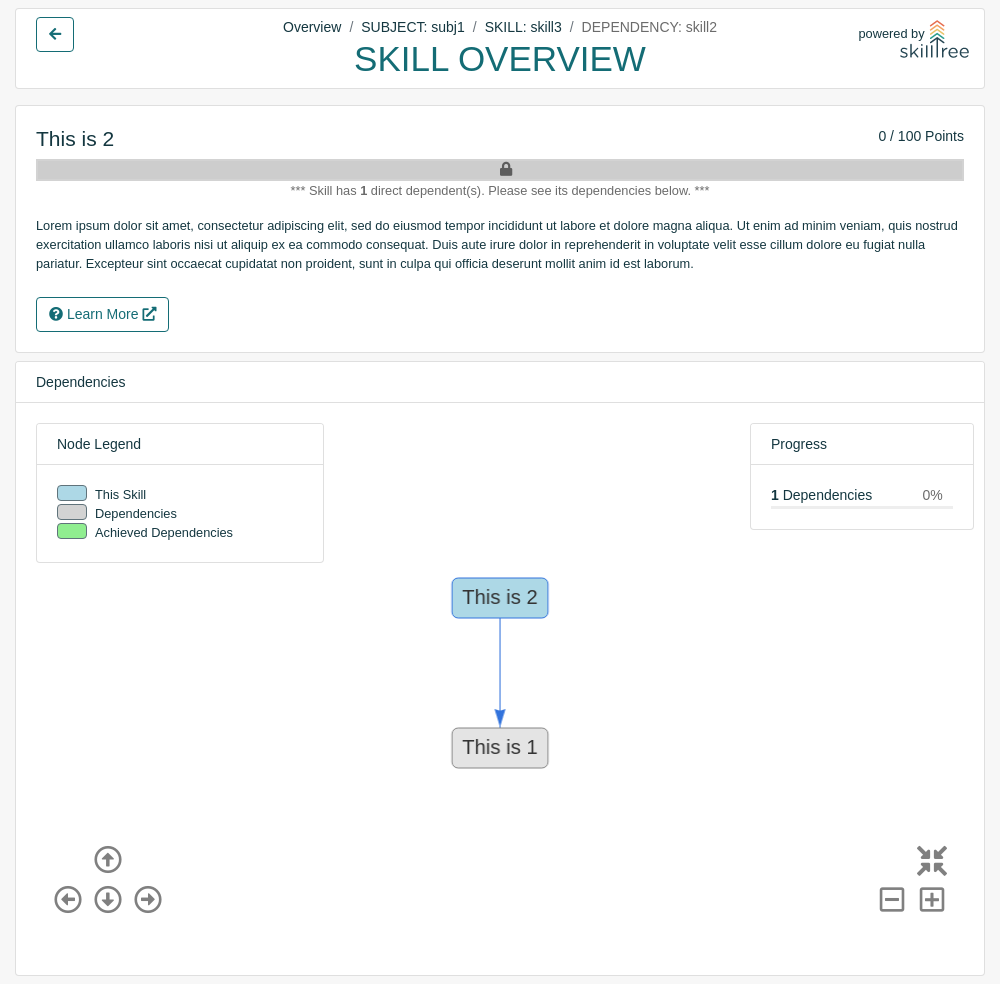 Overview / SUBJECT: subj1 / SKILL: skill3 / DEPENDENCY: skill2
SKILL OVERVIEW
powered by
skilltree
This is 2
0 / 100 Points
*** Skill has 1 direct dependent(s). Please see its dependencies below. ***
Lorem ipsum dolor sit amet, consectetur adipiscing elit, sed do eiusmod tempor incididunt ut labore et dolore magna aliqua. Ut enim ad minim veniam, quis nostrud
exercitation ullamco laboris nisi ut aliquip ex ea commodo consequat. Duis aute irure dolor in reprehenderit in voluptate velit esse cillum dolore eu fugiat nulla
pariatur. Excepteur sint occaecat cupidatat non proident, sunt in culpa qui officia deserunt mollit anim id est laborum.
Learn More
Dependencies
Node Legend
This Skill
Dependencies
Achieved Dependencies
Progress
1 Dependencies 0%
This is 2
This is 1